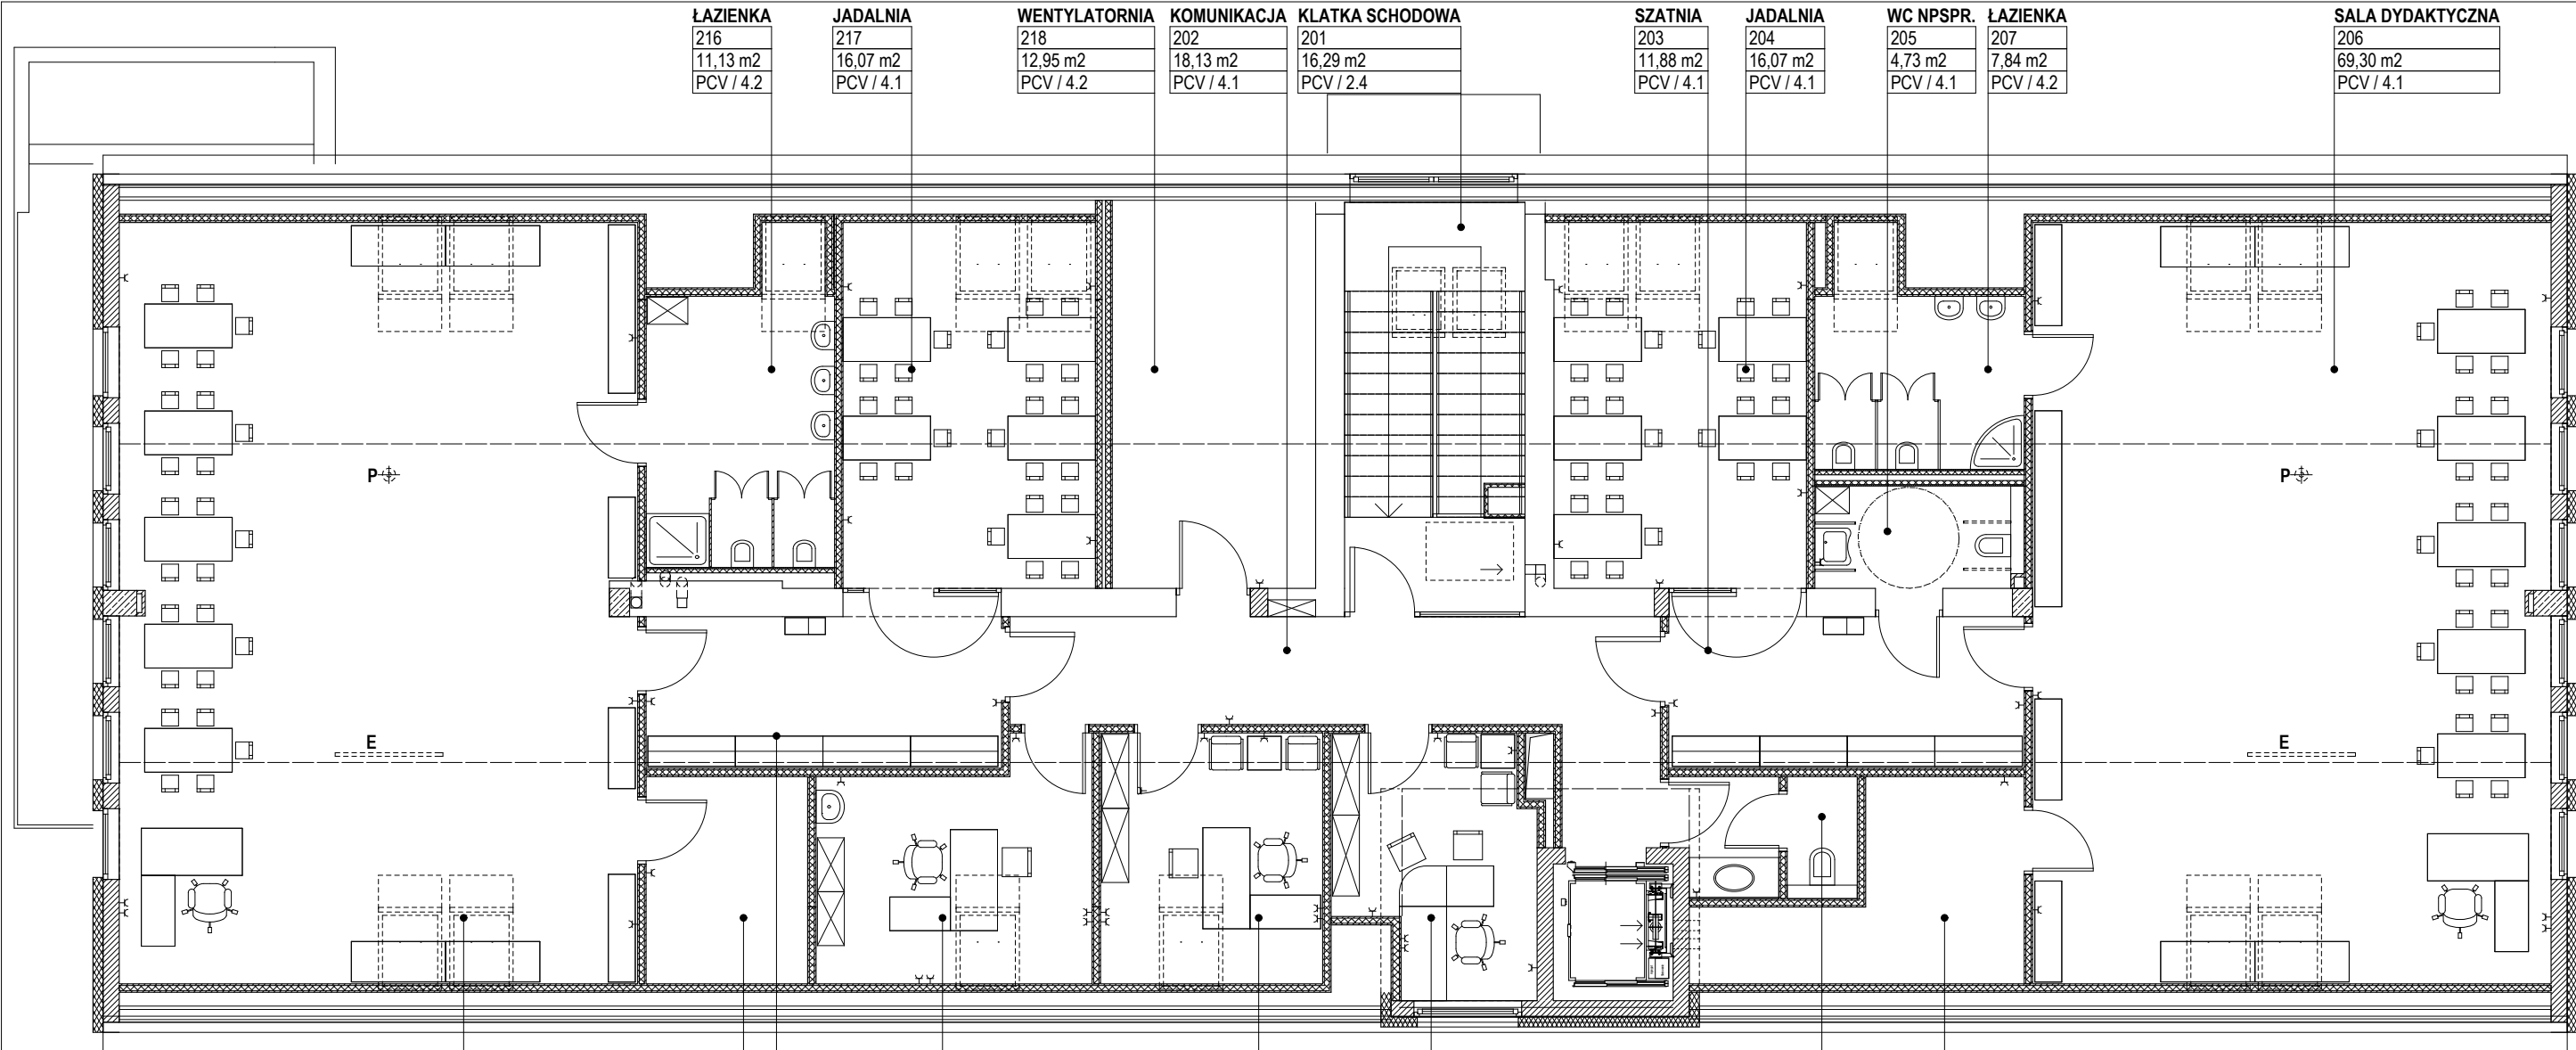 ŁAZIENKA
216
11,13 m2
PCV / 4.2
JADALNIA
217
16,07 m2
PCV / 4.1
WENTYLATORNIA
218
12,95 m2
PCV / 4.2
KOMUNIKACJA
202
18,13 m2
PCV / 4.1
KLATKA SCHODOWA
201
16,29 m2
PCV / 2.4
SZATNIA
203
11,88 m2
PCV / 4.1
JADALNIA
204
16,07 m2
PCV / 4.1
WC NPSPR.
205
4,73 m2
PCV / 4.1
ŁAZIENKA
207
7,84 m2
PCV / 4.2
SALA DYDAKTYCZNA
206
69,30 m2
PCV / 4.1
P
P
E
E